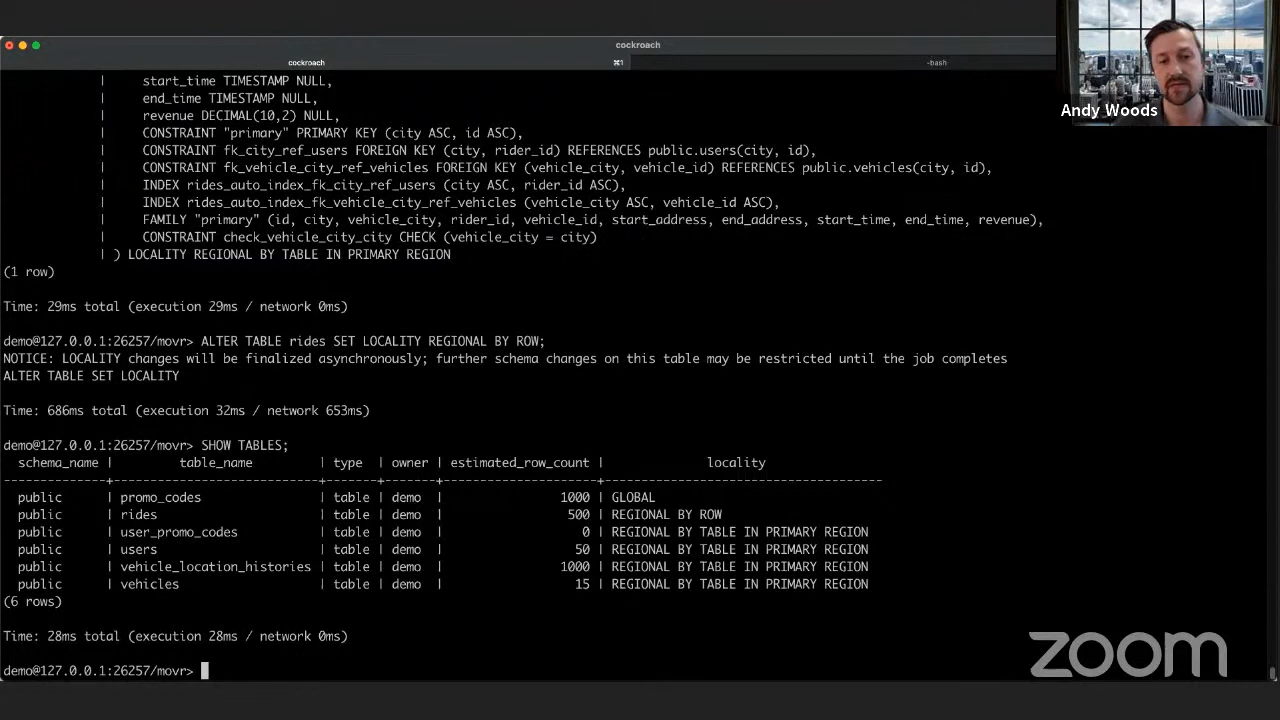 cockroach
cockroach ⌘1 -bash
Andy Woods
| start_time TIMESTAMP NULL,
| end_time TIMESTAMP NULL,
| revenue DECIMAL(10,2) NULL,
| CONSTRAINT "primary" PRIMARY KEY (city ASC, id ASC),
| CONSTRAINT fk_city_ref_users FOREIGN KEY (city, rider_id) REFERENCES public.users(city, id),
| CONSTRAINT fk_vehicle_city_ref_vehicles FOREIGN KEY (vehicle_city, vehicle_id) REFERENCES public.vehicles(city, id),
| INDEX rides_auto_index_fk_city_ref_users (city ASC, rider_id ASC),
| INDEX rides_auto_index_fk_vehicle_city_ref_vehicles (vehicle_city ASC, vehicle_id ASC),
| FAMILY "primary" (id, city, vehicle_city, rider_id, vehicle_id, start_address, end_address, start_time, end_time, revenue),
| CONSTRAINT check_vehicle_city_city CHECK (vehicle_city = city)
| ) LOCALITY REGIONAL BY TABLE IN PRIMARY REGION
(1 row)
Time: 29ms total (execution 29ms / network 0ms)
demo@127.0.0.1:26257/movr> ALTER TABLE rides SET LOCALITY REGIONAL BY ROW;
NOTICE: LOCALITY changes will be finalized asynchronously; further schema changes on this table may be restricted until the job completes
ALTER TABLE SET LOCALITY
Time: 686ms total (execution 32ms / network 653ms)
demo@127.0.0.1:26257/movr> SHOW TABLES;
schema_name | table_name | type | owner | estimated_row_count | locality
--------------+----------------------------+-------+-------+---------------------+--------------------------------
public | promo_codes | table | demo | 1000 | GLOBAL
public | rides | table | demo | 500 | REGIONAL BY ROW
public | user_promo_codes | table | demo | 0 | REGIONAL BY TABLE IN PRIMARY REGION
public | users | table | demo | 50 | REGIONAL BY TABLE IN PRIMARY REGION
public | vehicle_location_histories | table | demo | 1000 | REGIONAL BY TABLE IN PRIMARY REGION
public | vehicles | table | demo | 15 | REGIONAL BY TABLE IN PRIMARY REGION
(6 rows)
Time: 28ms total (execution 28ms / network 0ms)
demo@127.0.0.1:26257/movr>
zoom